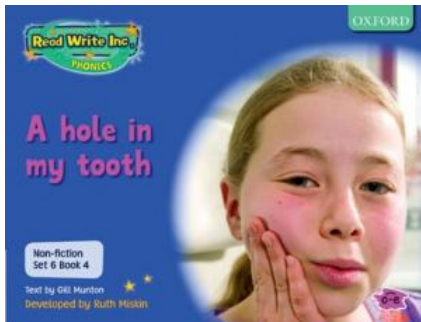 OXFORD
Read Write Inc.
PHONICS
A hole in
my tooth
Non-fiction
Set 6 Book 4
Text by Gill Munton
Developed by Ruth Miskin
o-e